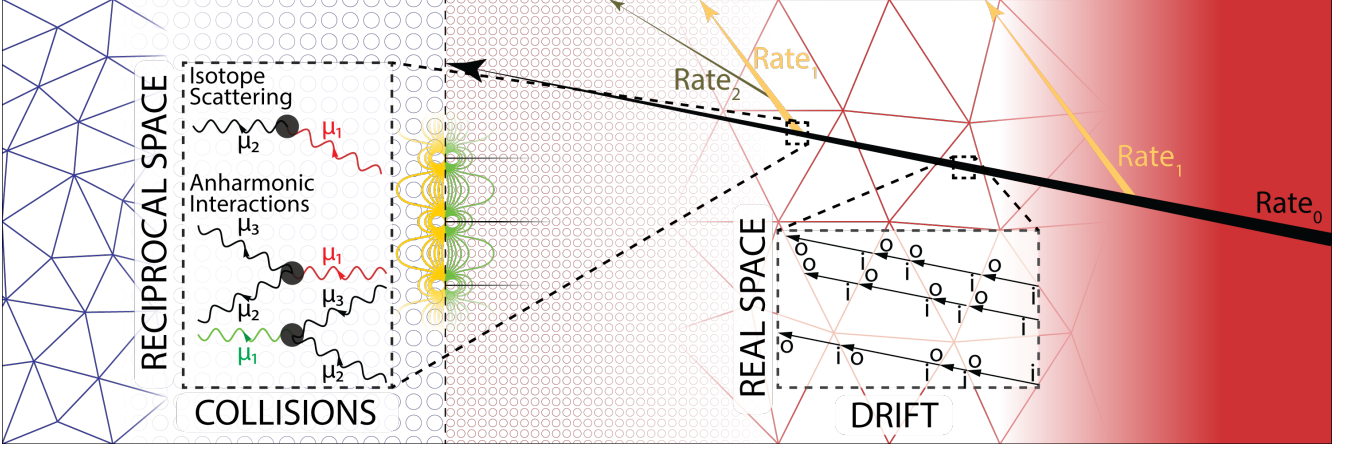 RECIPROCAL SPACE
Isotope
Scattering
μ₂
μ₁
Anharmonic
Interactions
μ₃
μ₁
μ₂
μ₃
μ₁
μ₂
COLLISIONS
Rate₂
Rate₁
Rate₁
Rate₀
REAL SPACE
o
o
o
i
i
o
i
o
o
o
i
i
i
i
o
i
o
o
o
i
i
i
DRIFT